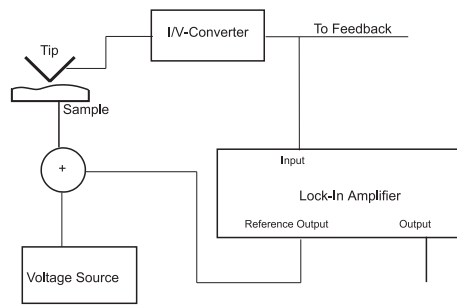 I/V-Converter
To Feedback
Tip
Sample
+
Input
Lock-In Amplifier
Reference Output
Output
Voltage Source